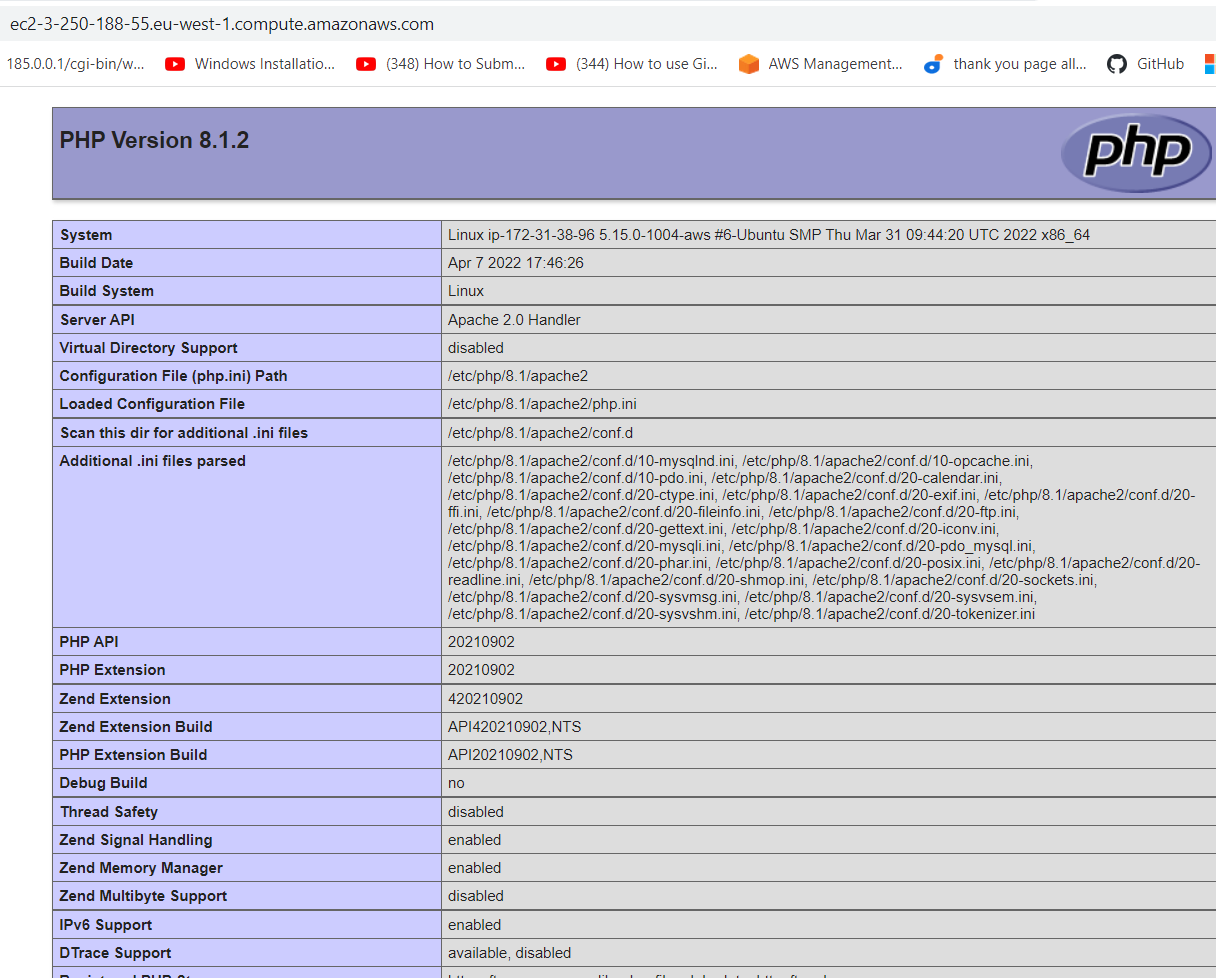 ec2-3-250-188-55.eu-west-1.compute.amazonaws.com
185.0.0.1/cgi-bin/w... Windows Installatio... (348) How to Subm... (344) How to use Gi... AWS Management... thank you page all... GitHub
PHP Version 8.1.2
php
System Linux ip-172-31-38-96 5.15.0-1004-aws #6-Ubuntu SMP Thu Mar 31 09:44:20 UTC 2022 x86_64
Build Date Apr 7 2022 17:46:26
Build System Linux
Server API Apache 2.0 Handler
Virtual Directory Support disabled
Configuration File (php.ini) Path /etc/php/8.1/apache2
Loaded Configuration File /etc/php/8.1/apache2/php.ini
Scan this dir for additional .ini files /etc/php/8.1/apache2/conf.d
Additional .ini files parsed /etc/php/8.1/apache2/conf.d/10-mysqlnd.ini, /etc/php/8.1/apache2/conf.d/10-opcache.ini,
/etc/php/8.1/apache2/conf.d/10-pdo.ini, /etc/php/8.1/apache2/conf.d/20-calendar.ini,
/etc/php/8.1/apache2/conf.d/20-ctype.ini, /etc/php/8.1/apache2/conf.d/20-exif.ini, /etc/php/8.1/apache2/conf.d/20-
ffi.ini, /etc/php/8.1/apache2/conf.d/20-fileinfo.ini, /etc/php/8.1/apache2/conf.d/20-ftp.ini,
/etc/php/8.1/apache2/conf.d/20-gettext.ini, /etc/php/8.1/apache2/conf.d/20-iconv.ini,
/etc/php/8.1/apache2/conf.d/20-mysqli.ini, /etc/php/8.1/apache2/conf.d/20-pdo_mysql.ini,
/etc/php/8.1/apache2/conf.d/20-phar.ini, /etc/php/8.1/apache2/conf.d/20-posix.ini, /etc/php/8.1/apache2/conf.d/20-
readline.ini, /etc/php/8.1/apache2/conf.d/20-shmop.ini, /etc/php/8.1/apache2/conf.d/20-sockets.ini,
/etc/php/8.1/apache2/conf.d/20-sysvmsg.ini, /etc/php/8.1/apache2/conf.d/20-sysvsem.ini,
/etc/php/8.1/apache2/conf.d/20-sysvshm.ini, /etc/php/8.1/apache2/conf.d/20-tokenizer.ini
PHP API 20210902
PHP Extension 20210902
Zend Extension 420210902
Zend Extension Build API420210902,NTS
PHP Extension Build API20210902,NTS
Debug Build no
Thread Safety disabled
Zend Signal Handling enabled
Zend Memory Manager enabled
Zend Multibyte Support disabled
IPv6 Support enabled
DTrace Support available, disabled